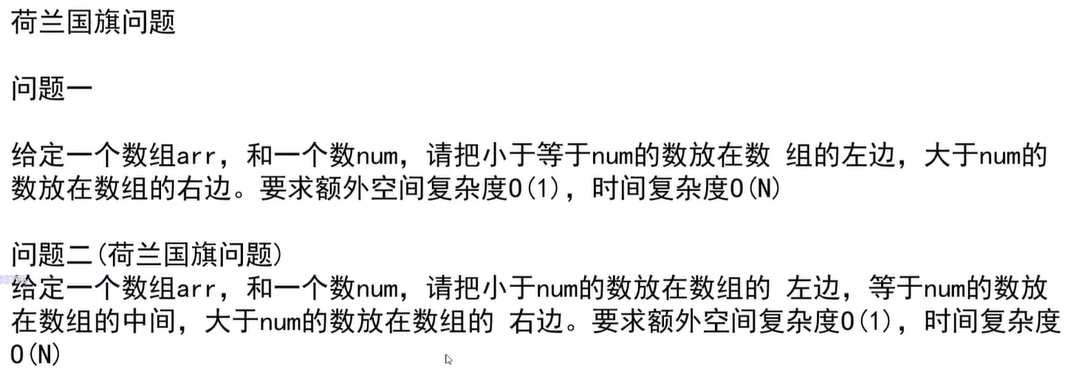 荷兰国旗问题
问题一
给定一个数组arr，和一个数num，请把小于等于num的数放在数 组的左边，大于num的
数放在数组的右边。要求额外空间复杂度O(1)，时间复杂度O(N)
问题二(荷兰国旗问题)
给定一个数组arr，和一个数num，请把小于num的数放在数组的 左边，等于num的数放
在数组的中间，大于num的数放在数组的 右边。要求额外空间复杂度O(1)，时间复杂度
O(N)